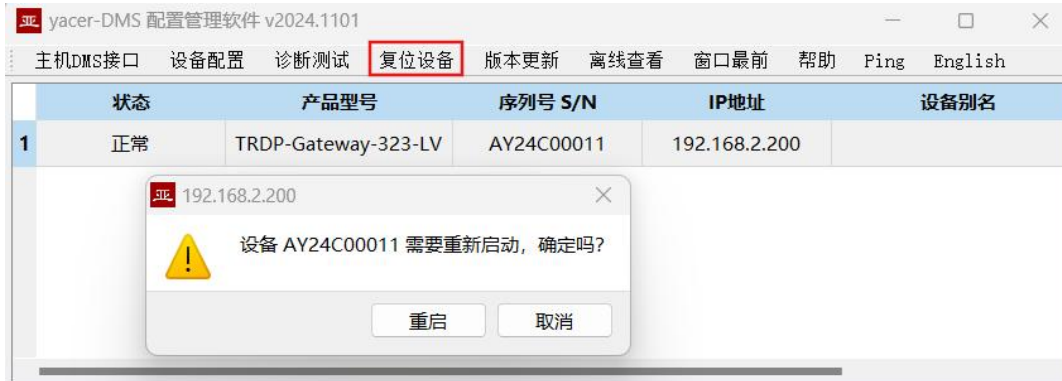 亚 yacer-DMS 配置管理软件 v2024.1101
主机DMS接口 设备配置 诊断测试 复位设备 版本更新 离线查看 窗口最前 帮助 Ping English
状态 产品型号 序列号 S/N IP地址 设备别名
1 正常 TRDP-Gateway-323-LV AY24C00011 192.168.2.200
亚 192.168.2.200
设备 AY24C00011 需要重新启动，确定吗?
重启 取消